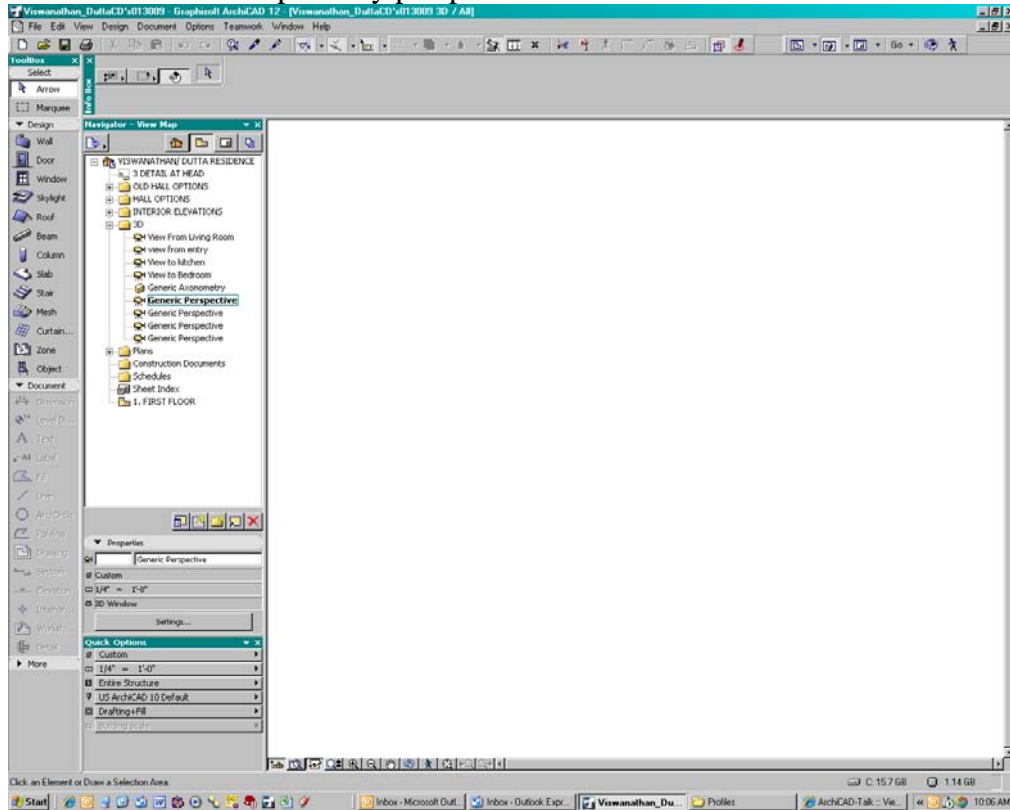 Viswanathan_DuttaCD's013009 - Graphisoft ArchiCAD 12 - [Viswanathan_DuttaCD's013009 3D / All]
File Edit View Design Document Options Teamwork Window Help
Go
ToolBox
Select
Arrow
Marquee
Info Box
Design
Wall
Door
Window
Skylight
Roof
Beam
Column
Slab
Stair
Mesh
Curtain...
Zone
Object
Document
Dimension
Level Di...
Text
Label
Fill
Line
Arc/Circle
Polyline
Drawing
Section
Elevation
Interior...
Worksh...
Detail
More
Navigator - View Map
VISWANATHAN/ DUTTA RESIDENCE
3 DETAIL AT HEAD
OLD HALL OPTIONS
HALL OPTIONS
INTERIOR ELEVATIONS
3D
View From Living Room
view from entry
View to kitchen
View to Bedroom
Generic Axonometry
Generic Perspective
Generic Perspective
Generic Perspective
Generic Perspective
Plans
Construction Documents
Schedules
Sheet Index
1. FIRST FLOOR
Properties
Generic Perspective
Custom
1/4" = 1'-0"
3D Window
Settings...
Quick Options
Custom
1/4" = 1'-0"
Entire Structure
US ArchiCAD 10 Default
Drafting+Fill
Building Scale
Click an Element or Draw a Selection Area.
C: 15.7 GB 1.14 GB
Start
Inbox - Microsoft Outl... Inbox - Outlook Expr... Viswanathan_Du... Profiles ArchiCAD-Talk :: Vie... 10:06 AM